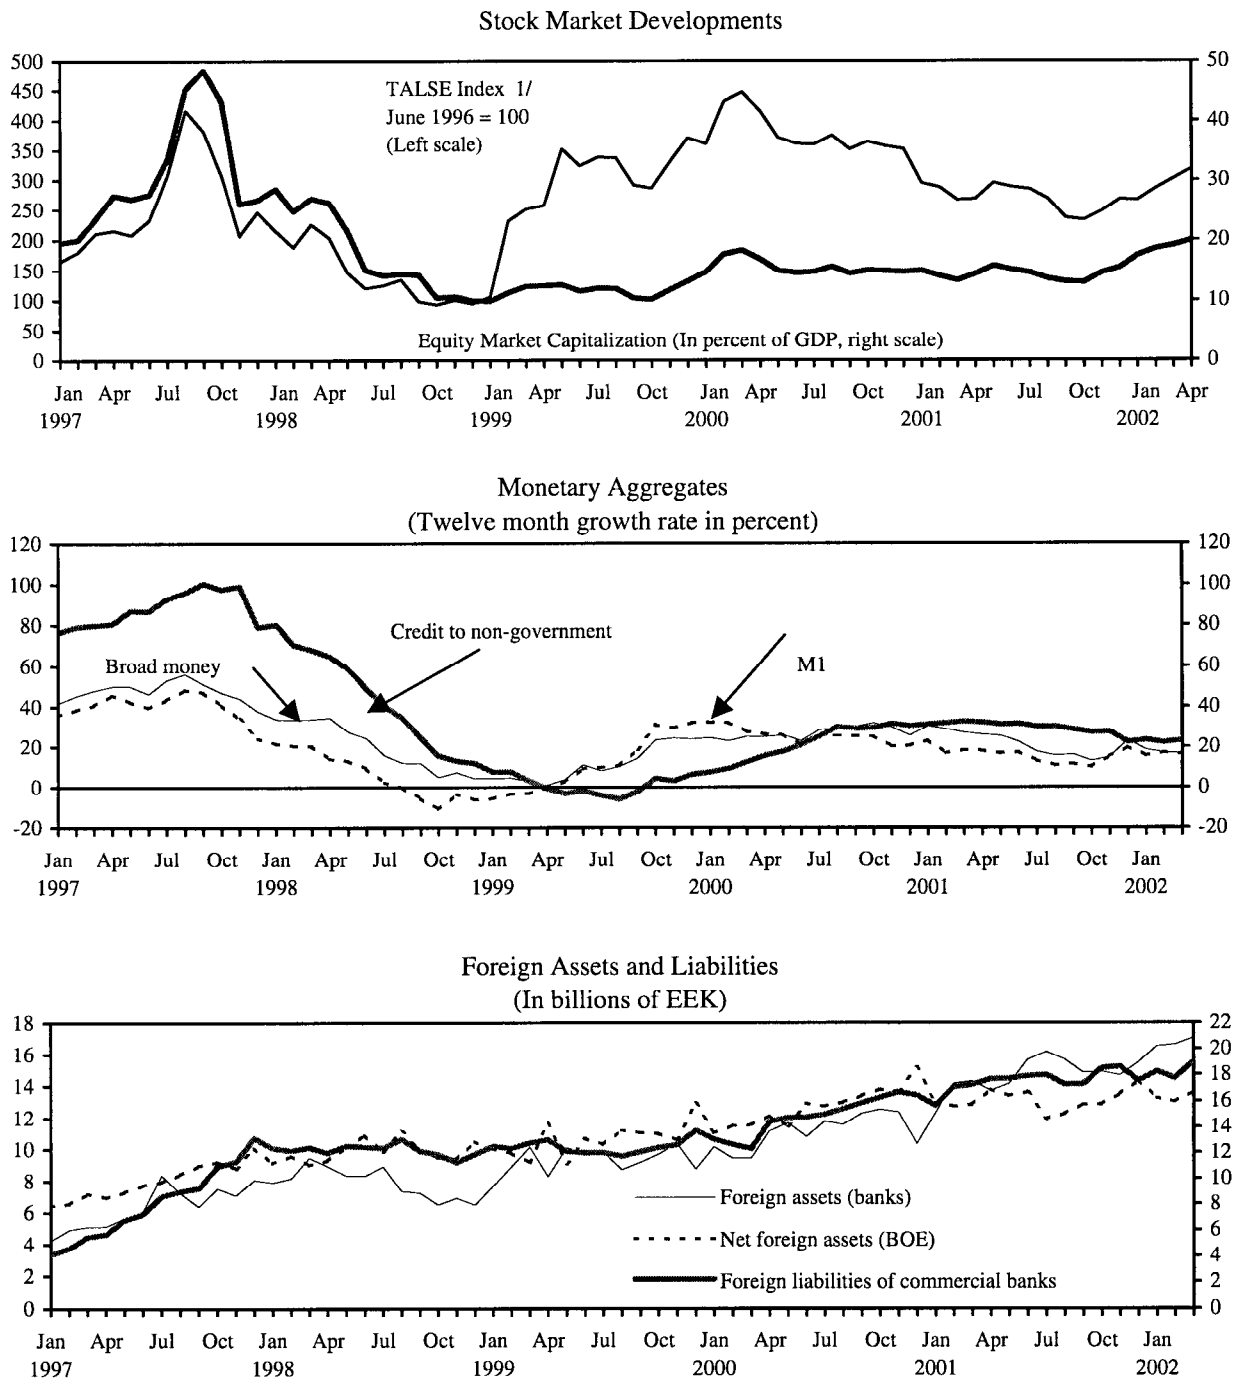 Stock Market Developments
500 50
450
400 40
350
300 30
250
200 20
150
100 10
50
0 0
TALSE Index 1/
June 1996 = 100
(Left scale)
Equity Market Capitalization (In percent of GDP, right scale)
Jan Apr Jul Oct Jan Apr Jul Oct Jan Apr Jul Oct Jan Apr Jul Oct Jan Apr Jul Oct Jan Apr
1997 1998 1999 2000 2001 2002
Monetary Aggregates
(Twelve month growth rate in percent)
120 120
100 100
80 80
60 60
40 40
20 20
0 0
-20 -20
Credit to non-government
Broad money
M1
Jan Apr Jul Oct Jan Apr Jul Oct Jan Apr Jul Oct Jan Apr Jul Oct Jan Apr Jul Oct Jan
1997 1998 1999 2000 2001 2002
Foreign Assets and Liabilities
(In billions of EEK)
18 22
16 20
14 18
12 16
10 14
8 12
6 10
4 8
2 6
0 4
2
0
Foreign assets (banks)
Net foreign assets (BOE)
Foreign liabilities of commercial banks
Jan Apr Jul Oct Jan Apr Jul Oct Jan Apr Jul Oct Jan Apr Jul Oct Jan Apr Jul Oct Jan
1997 1998 1999 2000 2001 2002